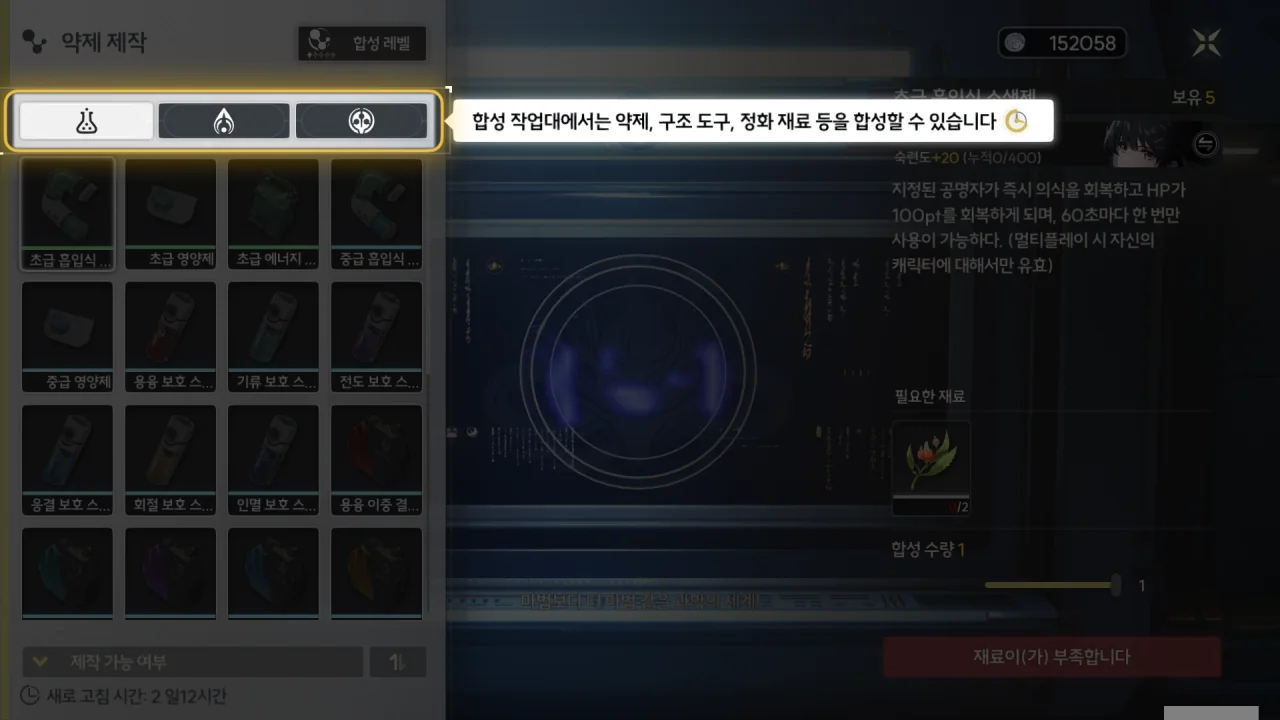 약제 제작
합성 레벨
152058
합성 작업대에서는 약제, 구조 도구, 정화 재료 등을 합성할 수 있습니다
초급 흡입식 소생제
보유 5
숙련도+20 (누적0/400)
지정된 공명자가 즉시 의식을 회복하고 HP가
100pt를 회복하게 되며, 60초마다 한 번만
사용이 가능하다. (멀티플레이 시 자신의
캐릭터에 대해서만 유효)
초급 흡입식 ...
초급 영양제
초급 에너지 ...
중급 흡입식 ...
중급 영양제
용융 보호 스...
기류 보호 스...
전도 보호 스...
응결 보호 스...
회절 보호 스...
인멸 보호 스...
용융 이중 결...
필요한 재료
/2
합성 수량 1
1
제작 가능 여부
재료이(가) 부족합니다
새로 고침 시간: 2 일12시간